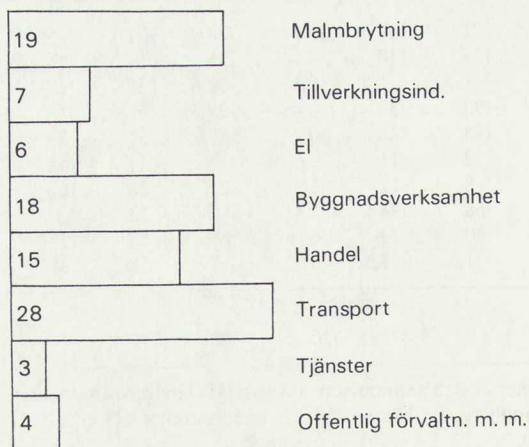 19 Malmbrytning
7 Tillverkningsind.
6 El
18 Byggnadsverksamhet
15 Handel
28 Transport
3 Tjänster
4 Offentlig förvaltn. m. m.